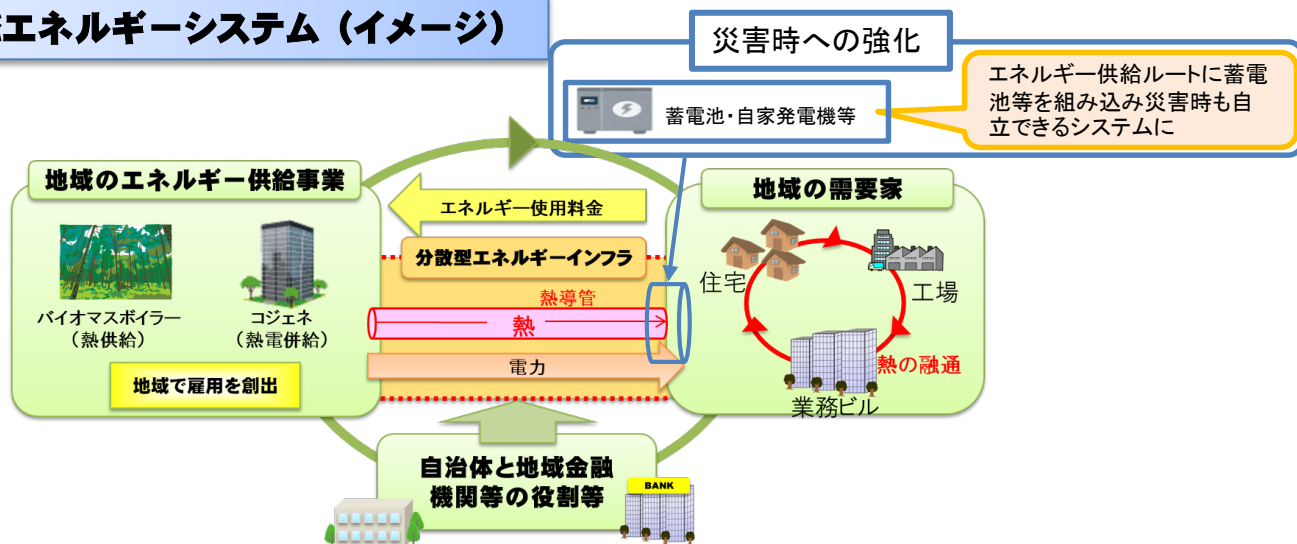 エネルギーシステム（イメージ）
災害時への強化
蓄電池・自家発電機等
エネルギー供給ルートに蓄電
池等を組み込み災害時も自
立できるシステムに
地域のエネルギー供給事業
バイオマスボイラー
（熱供給）
コジェネ
（熱電併給）
地域で雇用を創出
エネルギー使用料金
分散型エネルギーインフラ
熱導管
熱
電力
地域の需要家
住宅
工場
熱の融通
業務ビル
自治体と地域金融
機関等の役割等
BANK